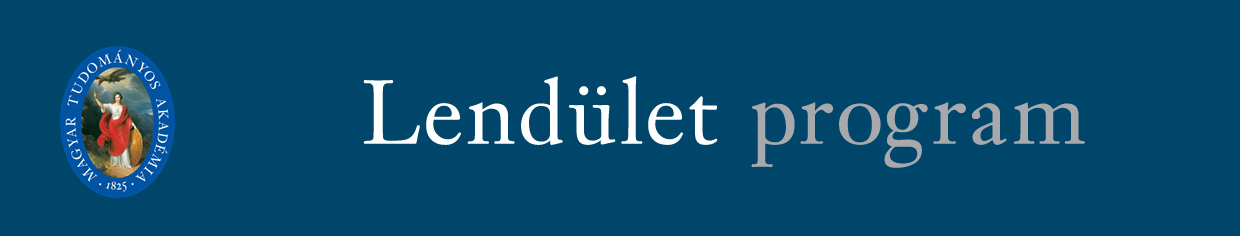 MAGYAR TUDOMÁNYOS AKADÉMIA
· 1825 ·
Lendület program